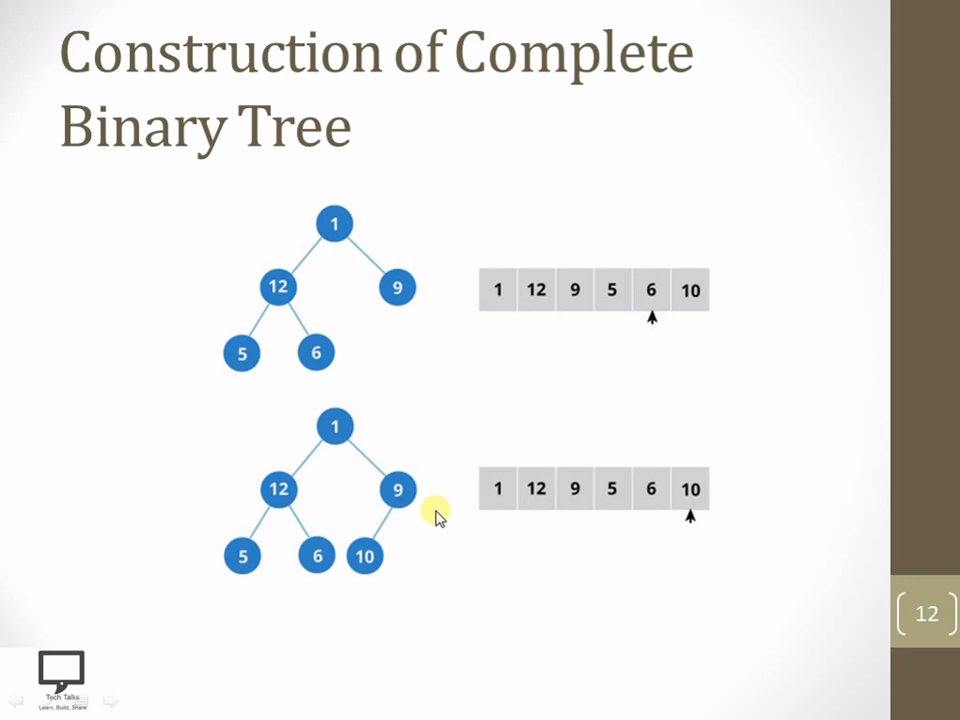 Construction of Complete
Binary Tree
1
12
9
5
6
1 12 9 5 6 10
1
12
9
5
6
10
1 12 9 5 6 10
12
Tech Talks
Learn, Build, Share